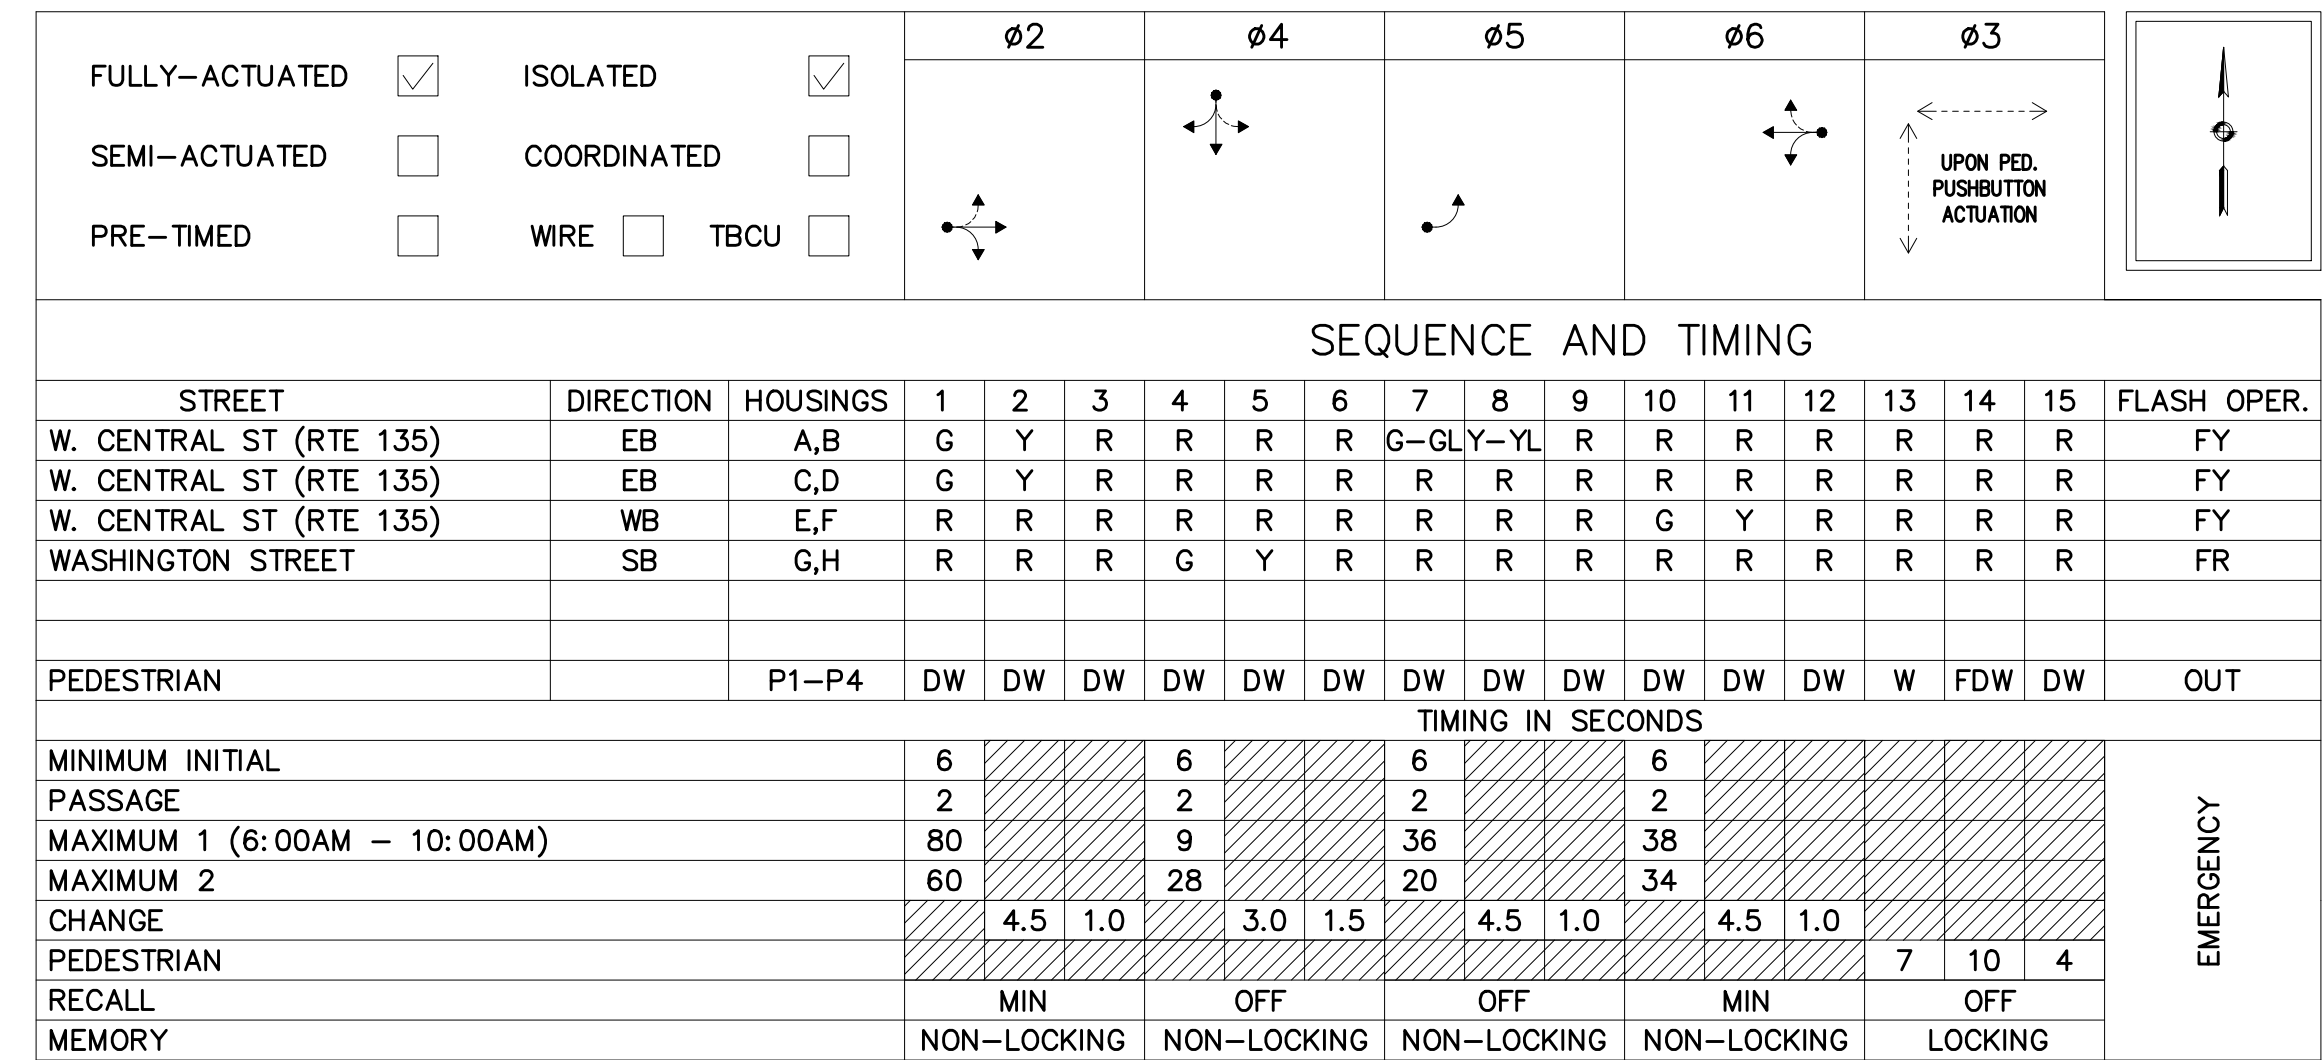 ø2 ø4 ø5 ø6 ø3
FULLY-ACTUATED ISOLATED
SEMI-ACTUATED COORDINATED
PRE-TIMED WIRE TBCU
UPON PED.
PUSHBUTTON
ACTUATION
SEQUENCE AND TIMING
STREET DIRECTION HOUSINGS 1 2 3 4 5 6 7 8 9 10 11 12 13 14 15 FLASH OPER.
W. CENTRAL ST (RTE 135) EB A,B G Y R R R R G-GL Y-YL R R R R R R R FY
W. CENTRAL ST (RTE 135) EB C,D G Y R R R R R R R R R R R R R FY
W. CENTRAL ST (RTE 135) WB E,F R R R R R R R R R G Y R R R R FY
WASHINGTON STREET SB G,H R R R G Y R R R R R R R R R R FR
PEDESTRIAN P1-P4 DW DW DW DW DW DW DW DW DW DW DW DW W FDW DW OUT
TIMING IN SECONDS
MINIMUM INITIAL 6 6 6 6
PASSAGE 2 2 2 2
MAXIMUM 1 (6:00AM - 10:00AM) 80 9 36 38
MAXIMUM 2 60 28 20 34
CHANGE 4.5 1.0 3.0 1.5 4.5 1.0 4.5 1.0
PEDESTRIAN 7 10 4
RECALL MIN OFF OFF MIN OFF
MEMORY NON-LOCKING NON-LOCKING NON-LOCKING NON-LOCKING LOCKING
EMERGENCY